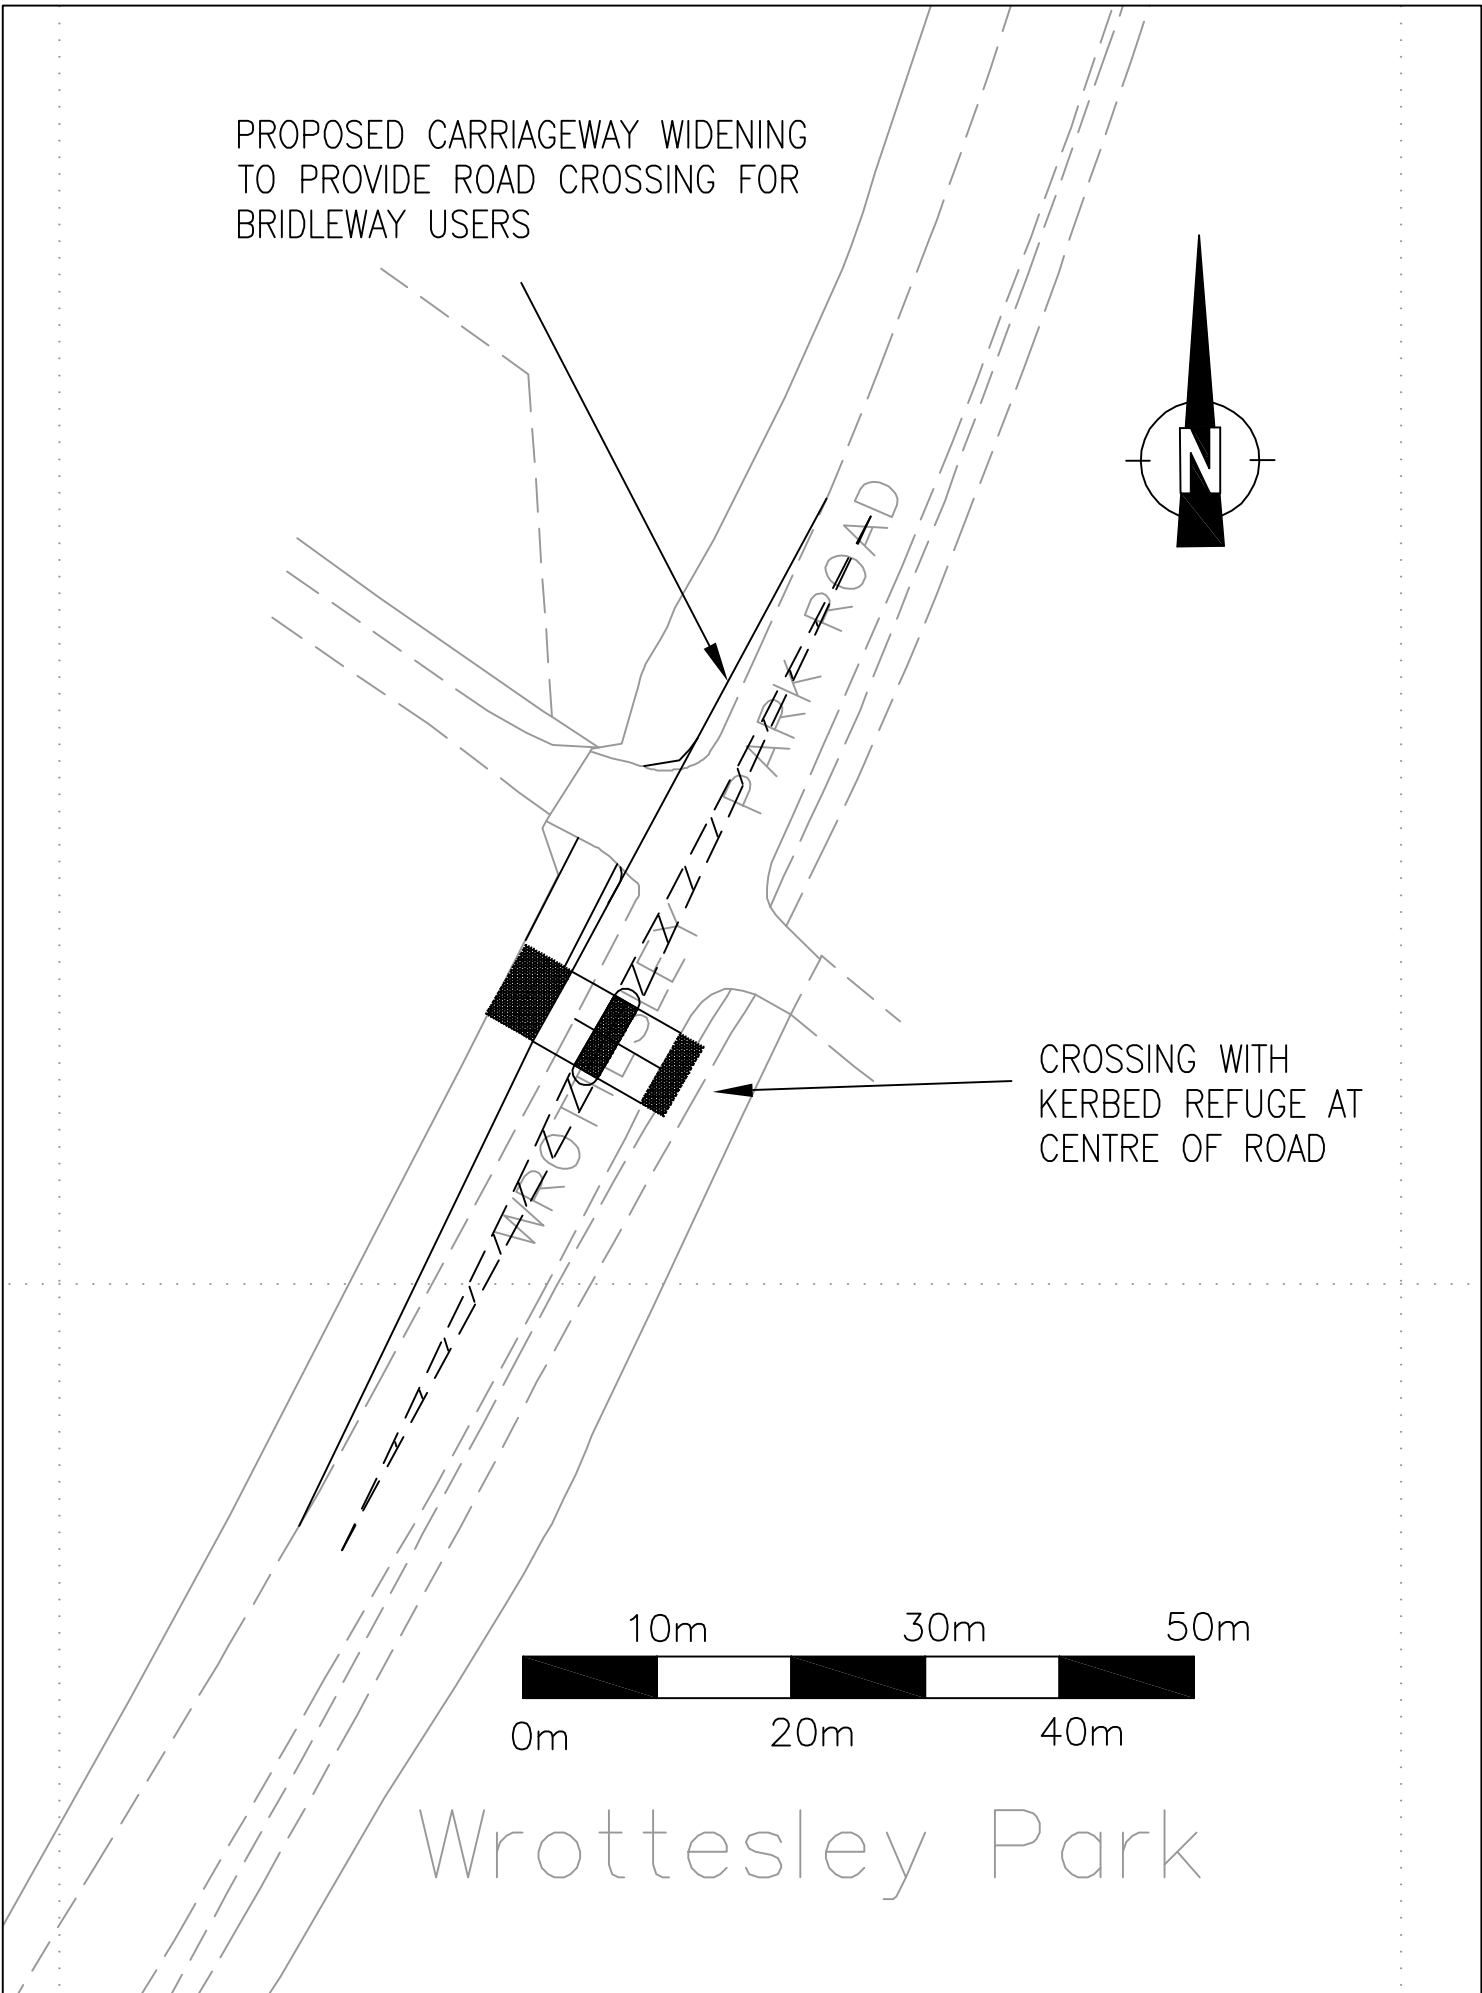 PROPOSED CARRIAGEWAY WIDENING
TO PROVIDE ROAD CROSSING FOR
BRIDLEWAY USERS
N
WROTTESLEY PARK ROAD
CROSSING WITH
KERBED REFUGE AT
CENTRE OF ROAD
10m 30m 50m
0m 20m 40m
Wrottesley Park